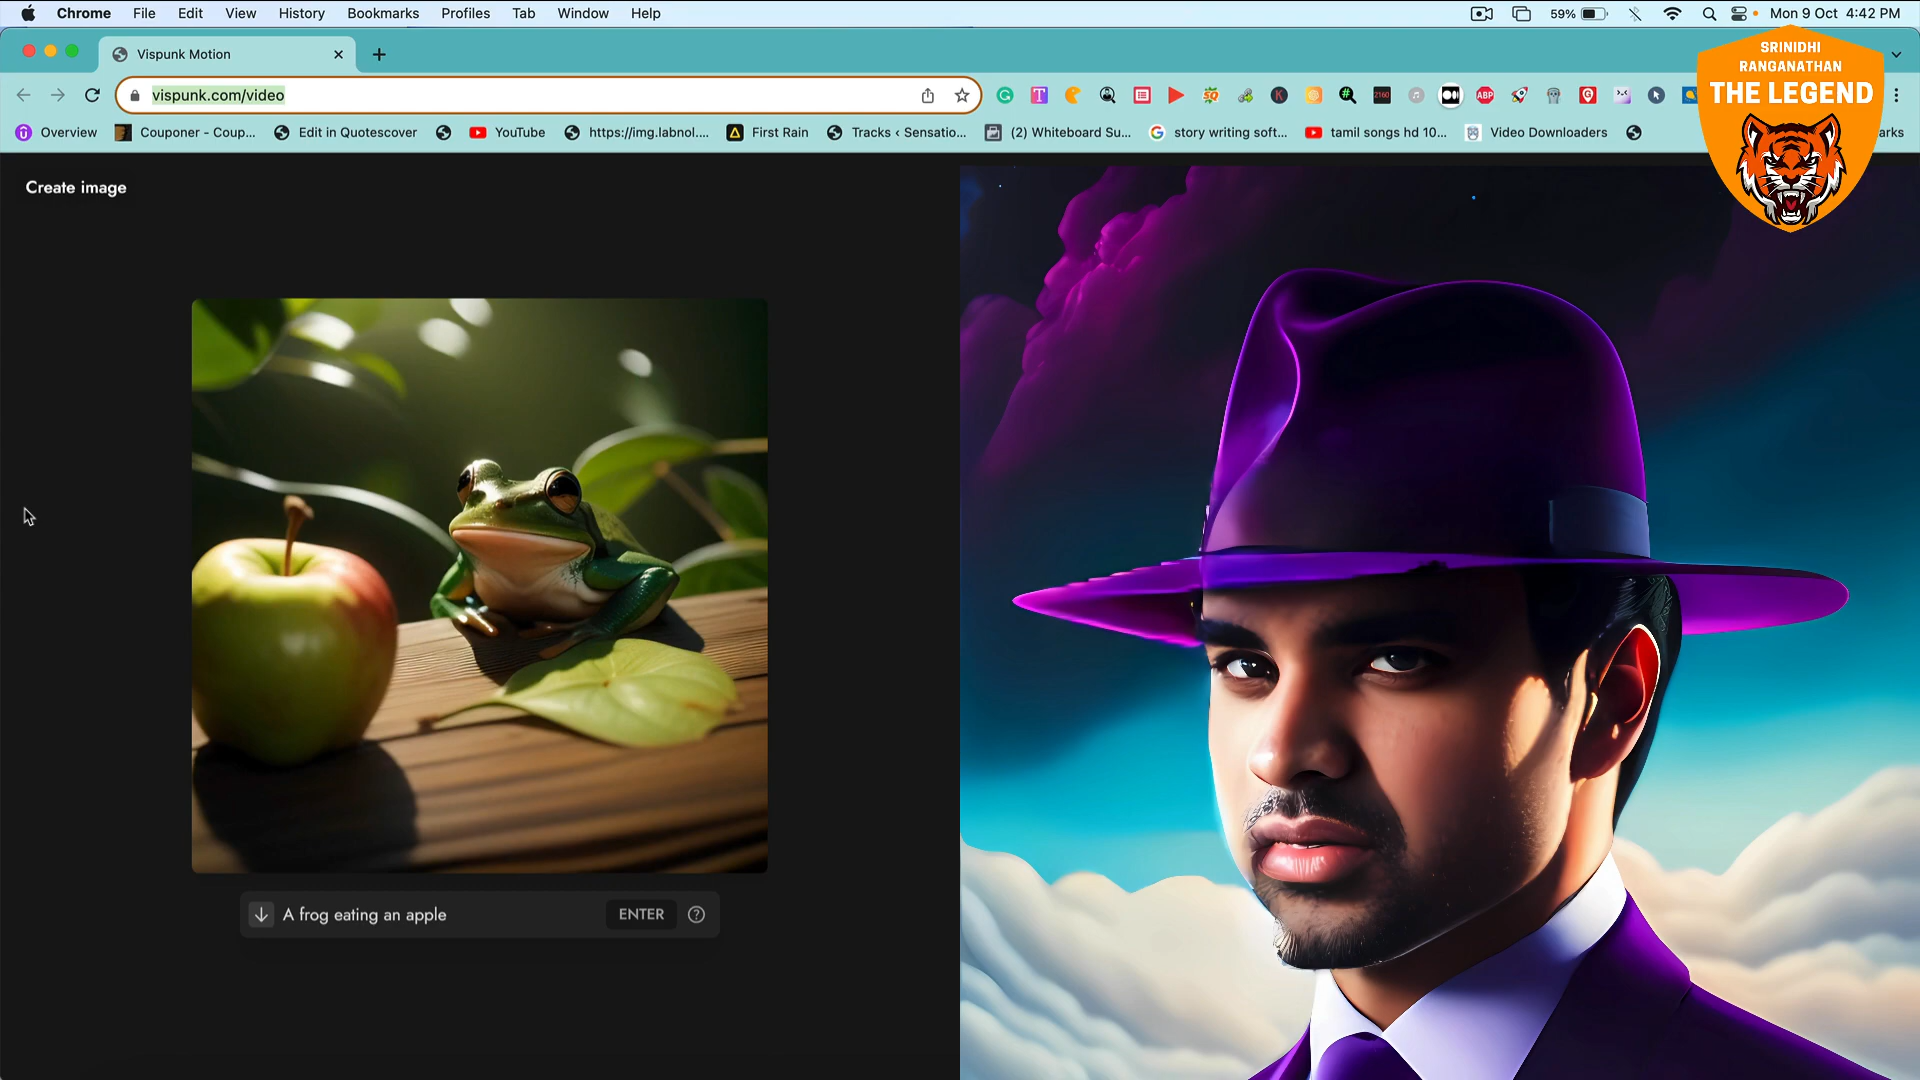 Chrome File Edit View History Bookmarks Profiles Tab Window Help
59% Mon 9 Oct 4:42 PM
Vispunk Motion
SRINIDHI
RANGANATHAN
THE LEGEND
vispunk.com/video
Overview Couponer - Coup... Edit in Quotescover YouTube https://img.labnol.... First Rain Tracks ‹ Sensatio... (2) Whiteboard Su... story writing soft... tamil songs hd 10... Video Downloaders arks
Create image
A frog eating an apple ENTER